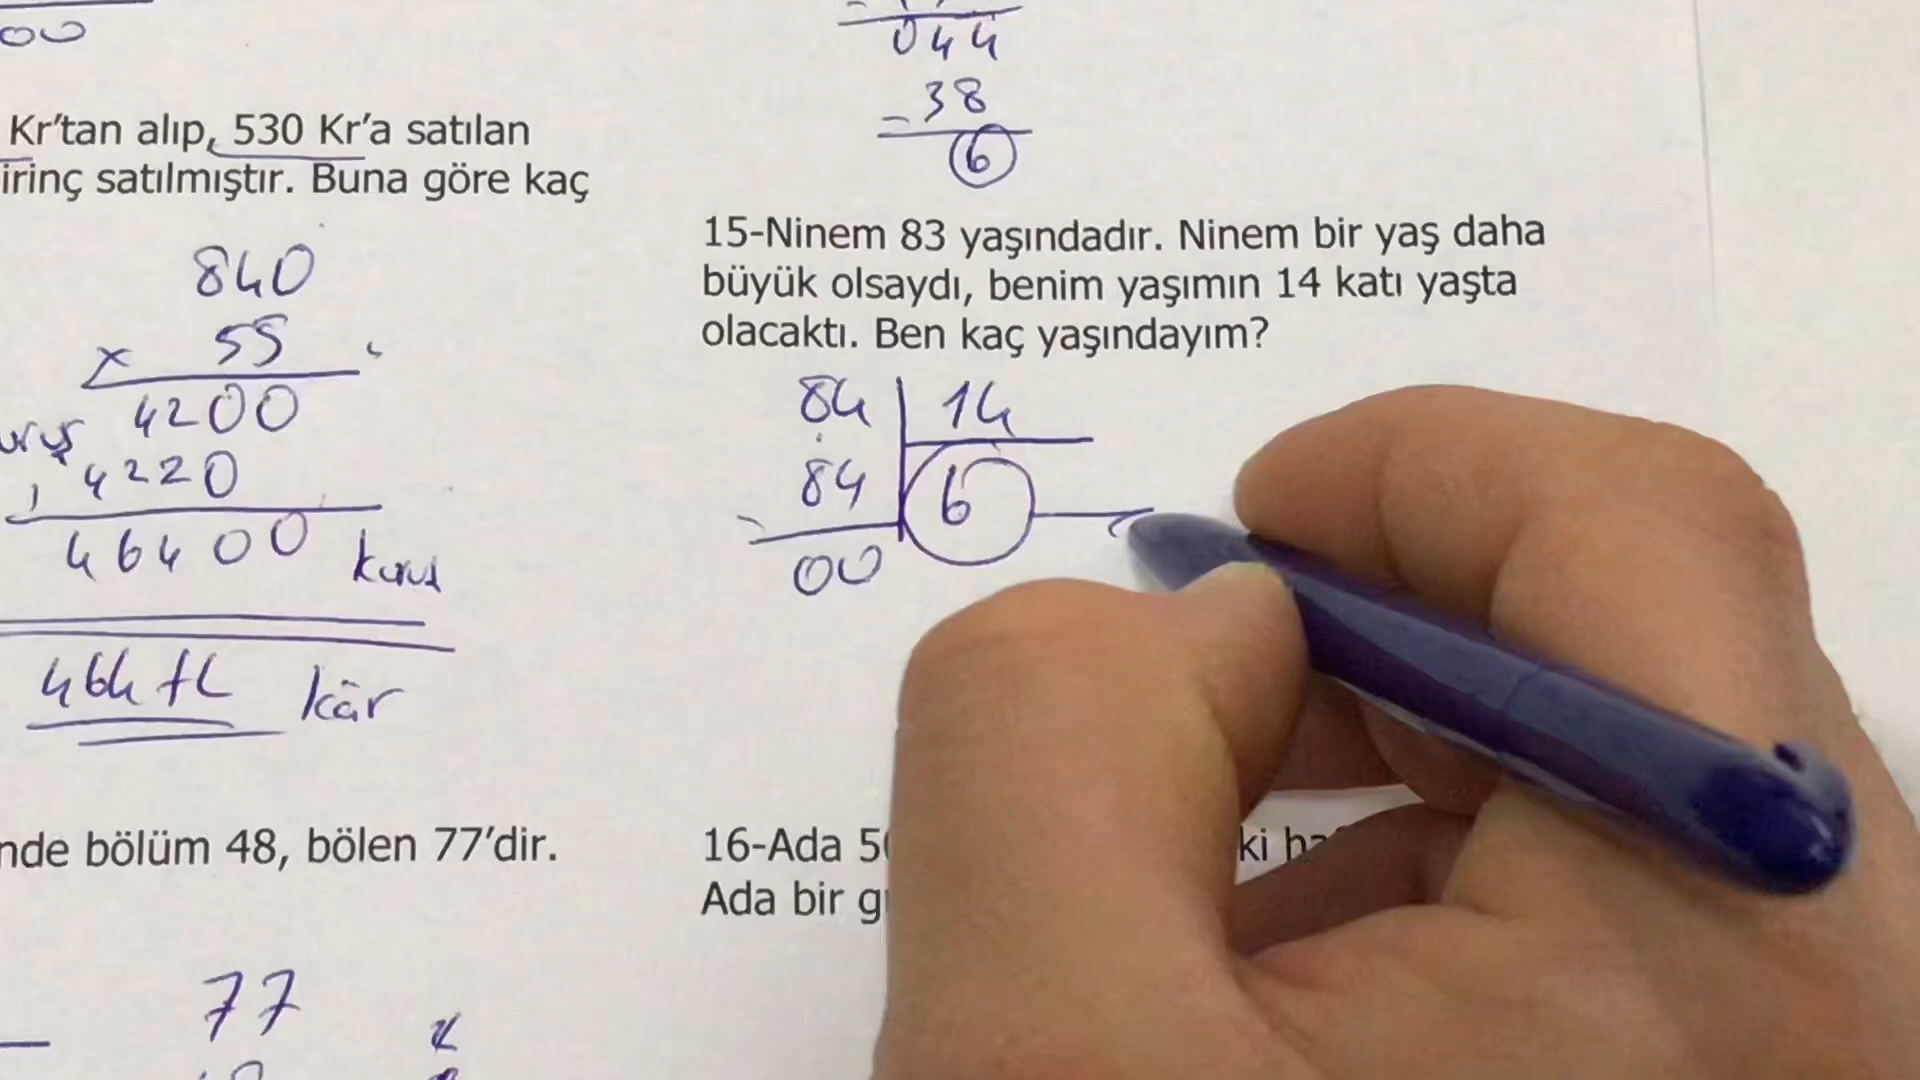 00
Kr'tan alıp, 530 Kr'a satılan
irinç satılmıştır. Buna göre kaç
840
x 55
4200
4220
46400 kuruş
464 TL kâr
nde bölüm 48, bölen 77'dir.
77
x
044
-38
6
15-Ninem 83 yaşındadır. Ninem bir yaş daha
büyük olsaydı, benim yaşımın 14 katı yaşta
olacaktı. Ben kaç yaşındayım?
84 14
- 84 6
00
16-Ada
Ada bir